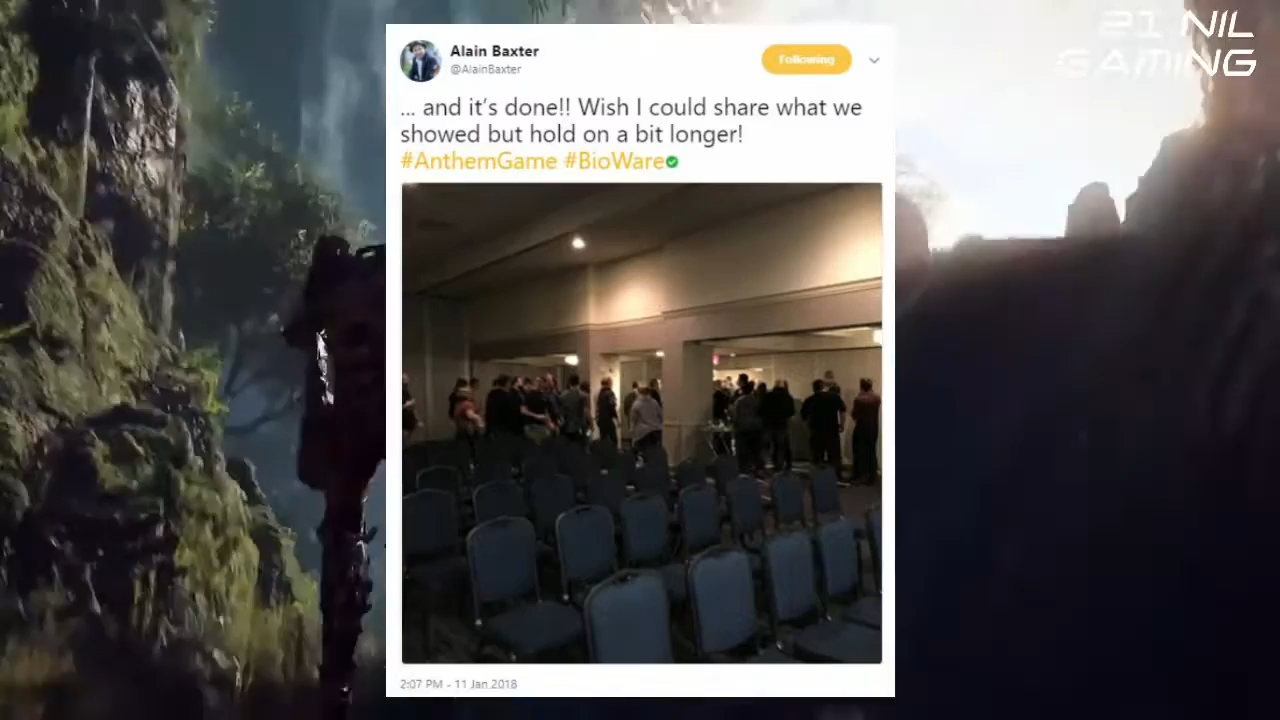 21 NIL
GAMING
Alain Baxter
@AlainBaxter
Following
... and it's done!! Wish I could share what we
showed but hold on a bit longer!
#AnthemGame #BioWare
2:07 PM - 11 Jan 2018